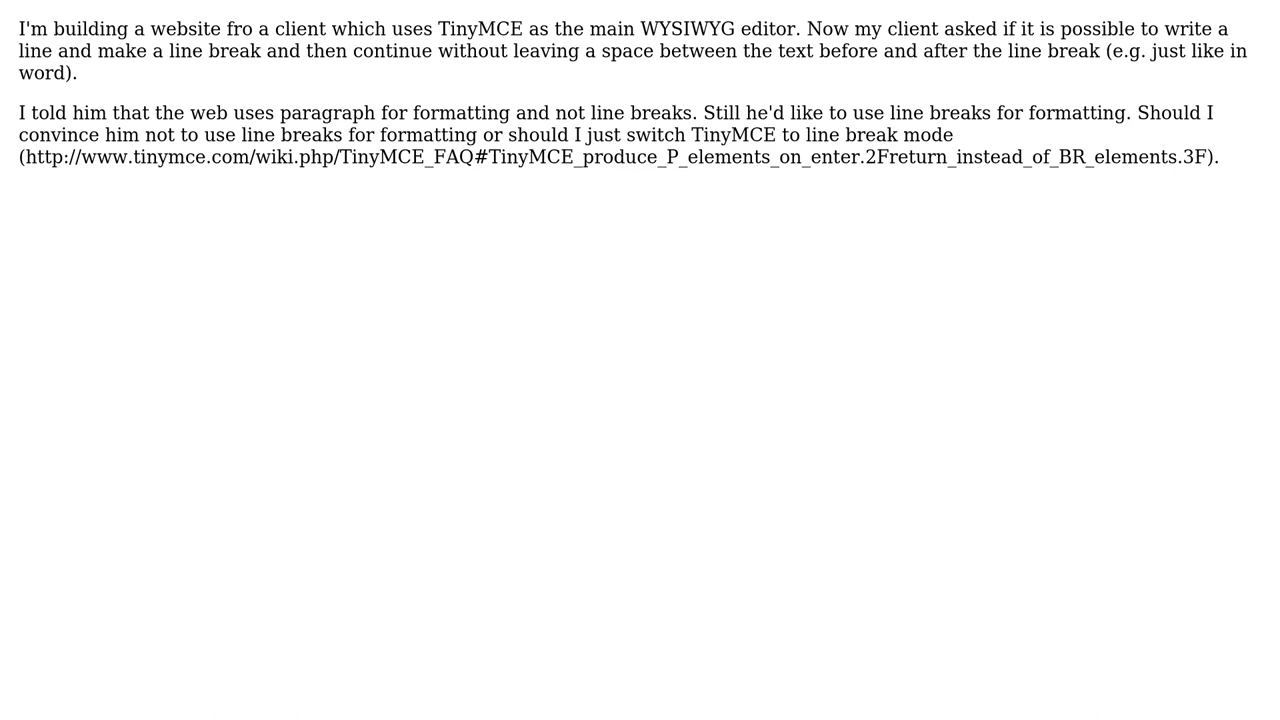 I'm building a website fro a client which uses TinyMCE as the main WYSIWYG editor. Now my client asked if it is possible to write a
line and make a line break and then continue without leaving a space between the text before and after the line break (e.g. just like in
word).
I told him that the web uses paragraph for formatting and not line breaks. Still he'd like to use line breaks for formatting. Should I
convince him not to use line breaks for formatting or should I just switch TinyMCE to line break mode
(http://www.tinymce.com/wiki.php/TinyMCE_FAQ#TinyMCE_produce_P_elements_on_enter.2Freturn_instead_of_BR_elements.3F).